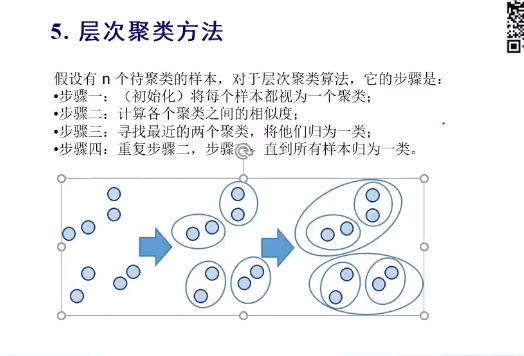 5. 层次聚类方法
假设有 n 个待聚类的样本，对于层次聚类算法，它的步骤是：
•步骤一：（初始化）将每个样本都视为一个聚类；
•步骤二：计算各个聚类之间的相似度；
•步骤三：寻找最近的两个聚类，将他们归为一类；
•步骤四：重复步骤二，步骤，直到所有样本归为一类。